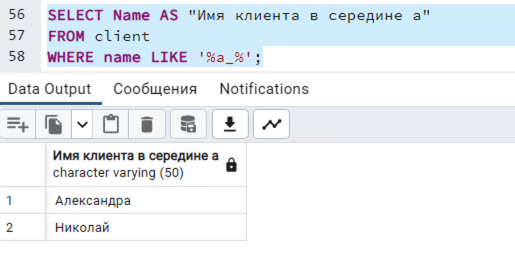 56 SELECT Name AS "Имя клиента в середине а"
57 FROM client
58 WHERE name LIKE '%а_%';
Data Output Сообщения Notifications
Имя клиента в середине а
character varying (50)
1 Александра
2 Николай